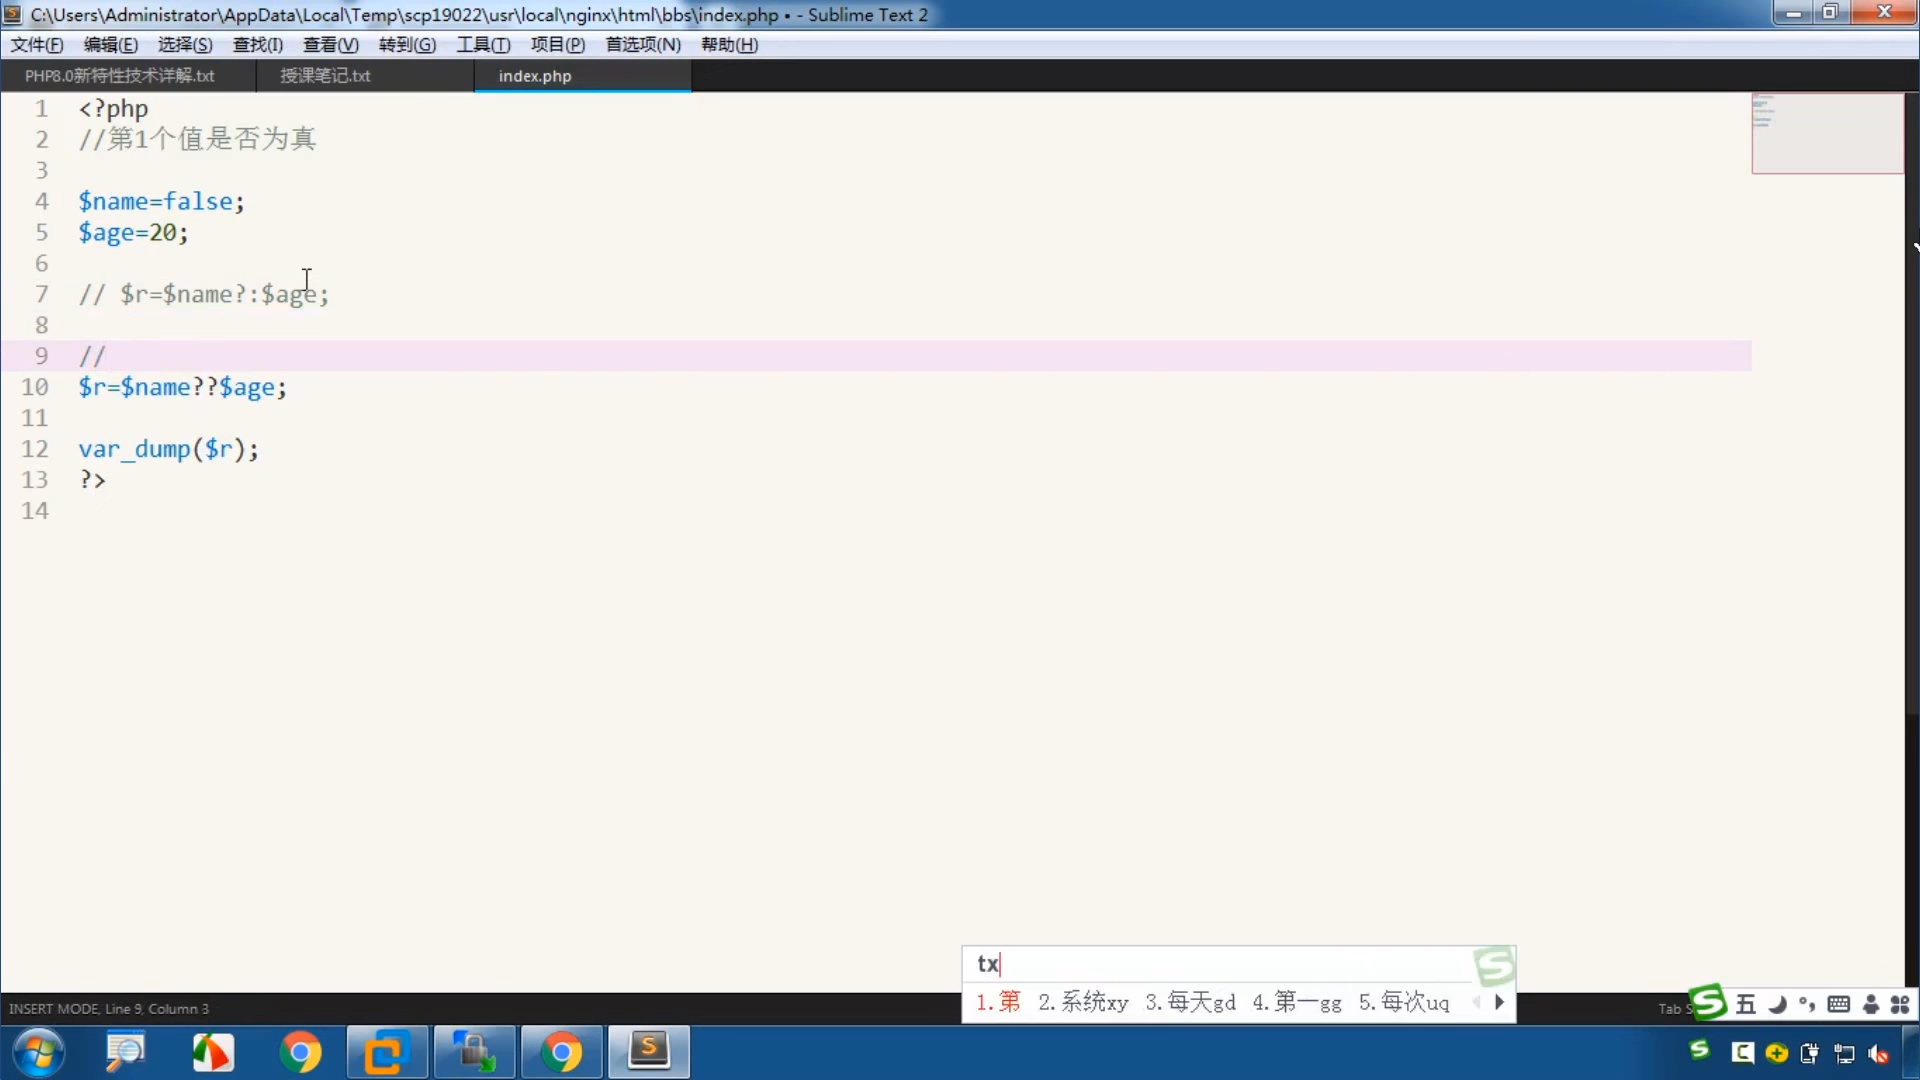 C:\Users\Administrator\AppData\Local\Temp\scp19022\usr\local\nginx\html\bbs\index.php • - Sublime Text 2
文件(F) 编辑(E) 选择(S) 查找(I) 查看(V) 转到(G) 工具(T) 项目(P) 首选项(N) 帮助(H)
PHP8.0新特性技术详解.txt 授课笔记.txt index.php
1 <?php
2 //第1个值是否为真
3
4 $name=false;
5 $age=20;
6
7 // $r=$name?:$age;
8
9 //
10 $r=$name??$age;
11
12 var_dump($r);
13 ?>
14
tx
1.第 2.系统xy 3.每天gd 4.第一gg 5.每次uq
INSERT MODE, Line 9, Column 3 Tab S 五